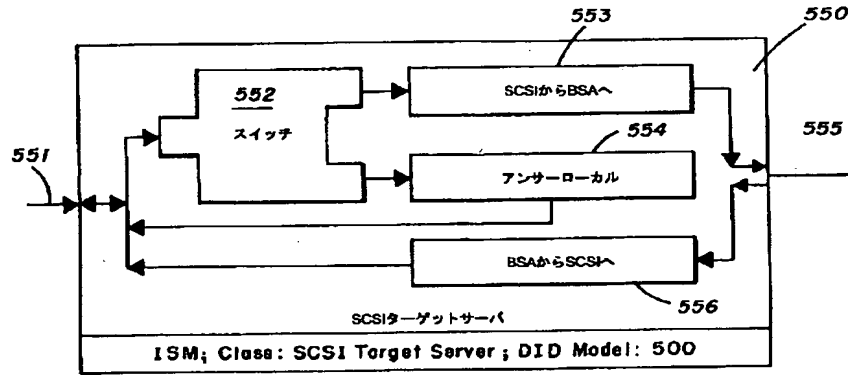 550
553
SCSIからBSAへ
552
スイッチ
554
555
551
アンサーローカル
BSAからSCSIへ
556
SCSIターゲットサーバ
ISM; Class: SCSI Target Server; DID Model: 500